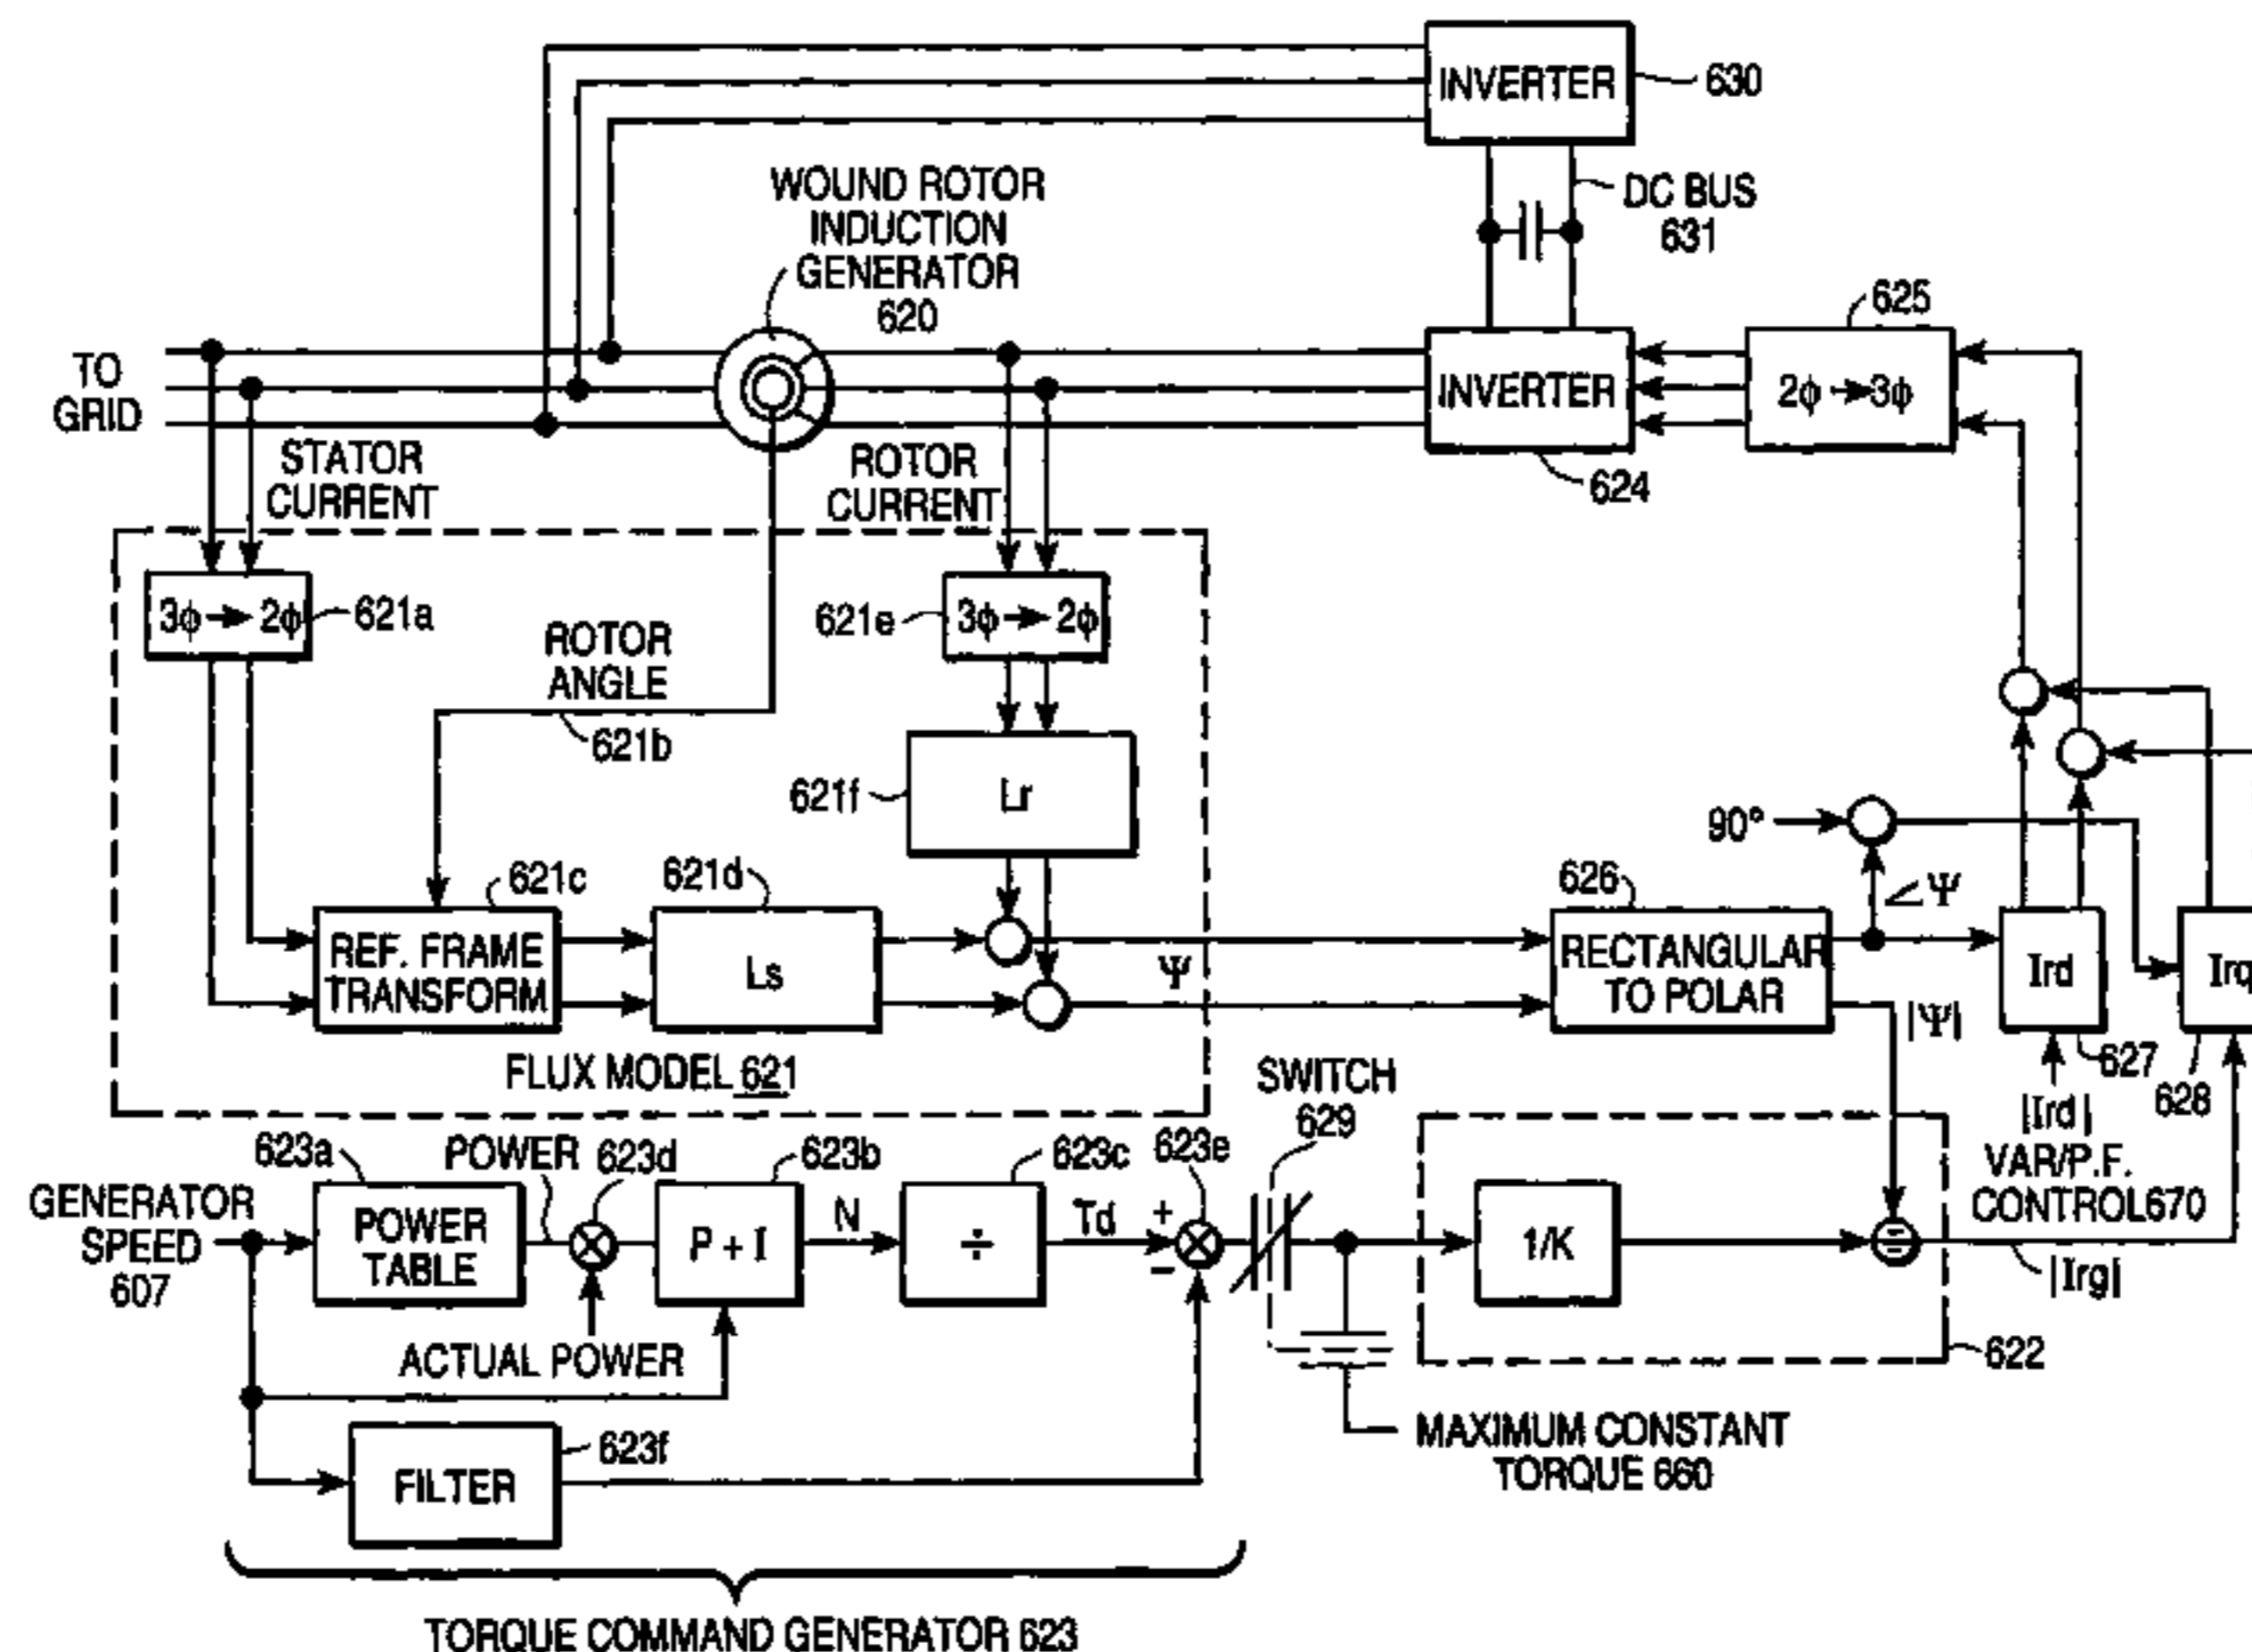 INVERTER
630
DC BUS
631
WOUND ROTOR
INDUCTION
GENERATOR
620
625
TO
GRID
INVERTER
2ϕ → 3ϕ
624
STATOR
CURRENT
ROTOR
CURRENT
3ϕ → 2ϕ
621a
621e
3ϕ → 2ϕ
ROTOR
ANGLE
621b
621f
Lr
90°
621c
621d
626
∠Ψ
REF. FRAME
TRANSFORM
Ls
Ψ
RECTANGULAR
TO POLAR
Ird
Irq
|Ψ|
FLUX MODEL 621
627
628
|Ird|
VAR/P.F.
CONTROL670
SWITCH
629
623a
POWER
623d
623b
623c
623e
GENERATOR
SPEED
607
POWER
TABLE
P + I
N
÷
Td
+
−
1/K
÷
|Irg|
ACTUAL POWER
622
623f
FILTER
MAXIMUM CONSTANT
TORQUE 660
TORQUE COMMAND GENERATOR 623